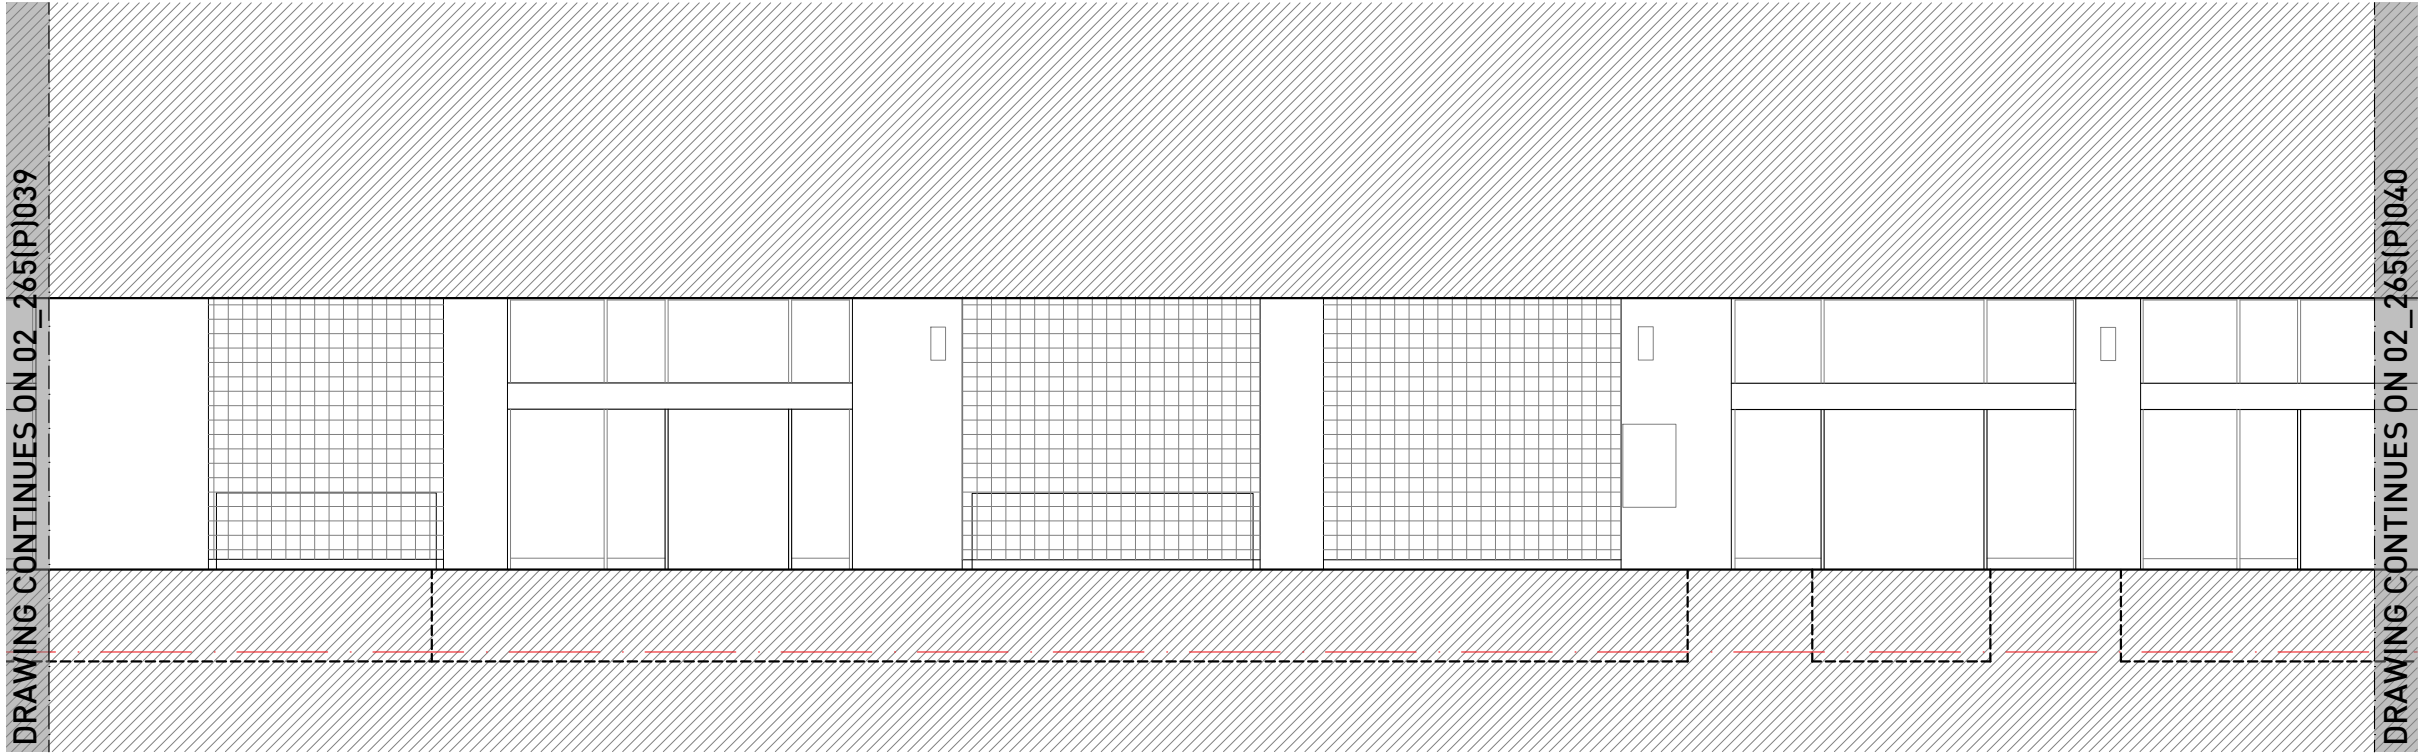 DRAWING CONTINUES ON 02_265(P)039
DRAWING CONTINUES ON 02_265(P)040